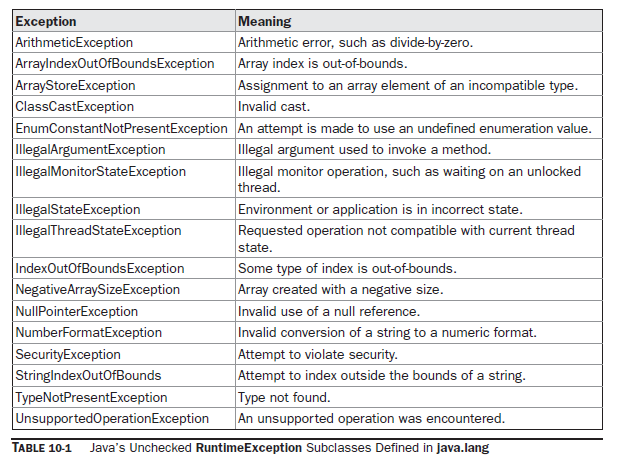 Exception Meaning
ArithmeticException Arithmetic error, such as divide-by-zero.
ArrayIndexOutOfBoundsException Array index is out-of-bounds.
ArrayStoreException Assignment to an array element of an incompatible type.
ClassCastException Invalid cast.
EnumConstantNotPresentException An attempt is made to use an undefined enumeration value.
IllegalArgumentException Illegal argument used to invoke a method.
IllegalMonitorStateException Illegal monitor operation, such as waiting on an unlocked
thread.
IllegalStateException Environment or application is in incorrect state.
IllegalThreadStateException Requested operation not compatible with current thread
state.
IndexOutOfBoundsException Some type of index is out-of-bounds.
NegativeArraySizeException Array created with a negative size.
NullPointerException Invalid use of a null reference.
NumberFormatException Invalid conversion of a string to a numeric format.
SecurityException Attempt to violate security.
StringIndexOutOfBounds Attempt to index outside the bounds of a string.
TypeNotPresentException Type not found.
UnsupportedOperationException An unsupported operation was encountered.
TABLE 10-1 Java's Unchecked RuntimeException Subclasses Defined in java.lang